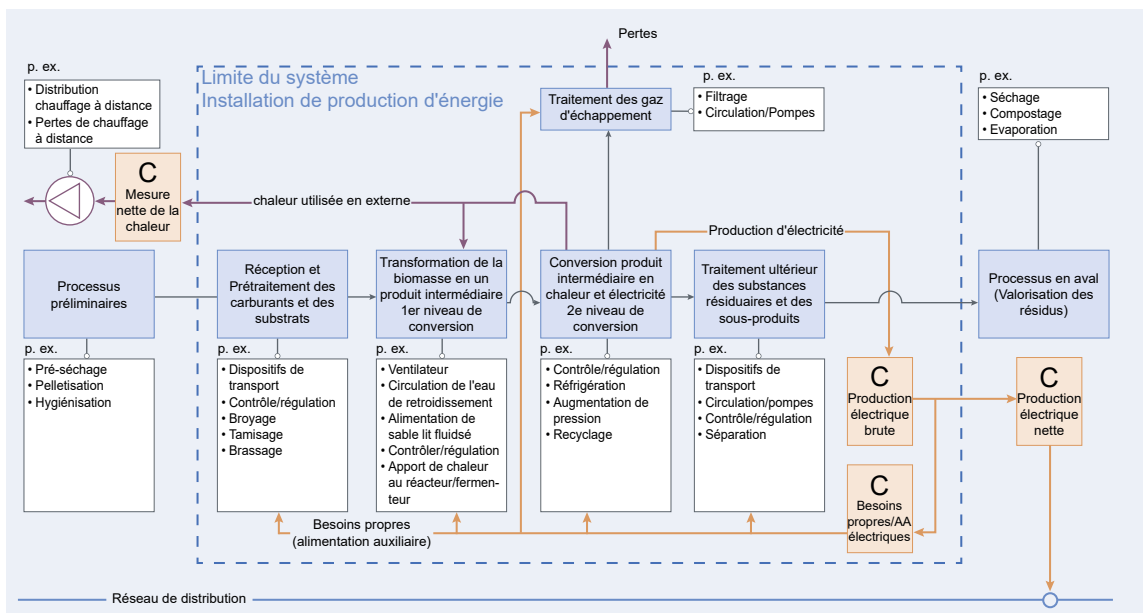 Pertes
p. ex.
• Distribution
chauffage à distance
• Pertes de chauffage
à distance
Limite du système
Installation de production d'énergie
Traitement des gaz
d'échappement
p. ex.
• Filtrage
• Circulation/Pompes
p. ex.
• Séchage
• Compostage
• Evaporation
C
Mesure
nette de la
chaleur
chaleur utilisée en externe
Production d'électricité
Processus
préliminaires
Réception et
Prétraitement des
carburants et des
substrats
Transformation de la
biomasse en un
produit intermédiaire
1er niveau de
conversion
Conversion produit
intermédiaire en
chaleur et électricité
2e niveau de
conversion
Traitement ultérieur
des substances
résiduaires et des
sous-produits
Processus en aval
(Valorisation des
résidus)
p. ex.
• Pré-séchage
• Pelletisation
• Hygiénisation
p. ex.
• Dispositifs de
transport
• Contrôle/régulation
• Broyage
• Tamisage
• Brassage
p. ex.
• Ventilateur
• Circulation de l'eau
de retroidissement
• Alimentation de
sable lit fluidsé
• Contrôler/régulation
• Apport de chaleur
au réacteur/fermen-
teur
p. ex.
• Contrôle/régulation
• Réfrigération
• Augmentation de
pression
• Recyclage
p. ex.
• Dispositifs de
transport
• Circulation/pompes
• Contrôle/régulation
• Séparation
C
Production
électrique
brute
C
Production
électrique
nette
C
Besoins
propres/AA
électriques
Besoins propres
(alimentation auxiliaire)
Réseau de distribution